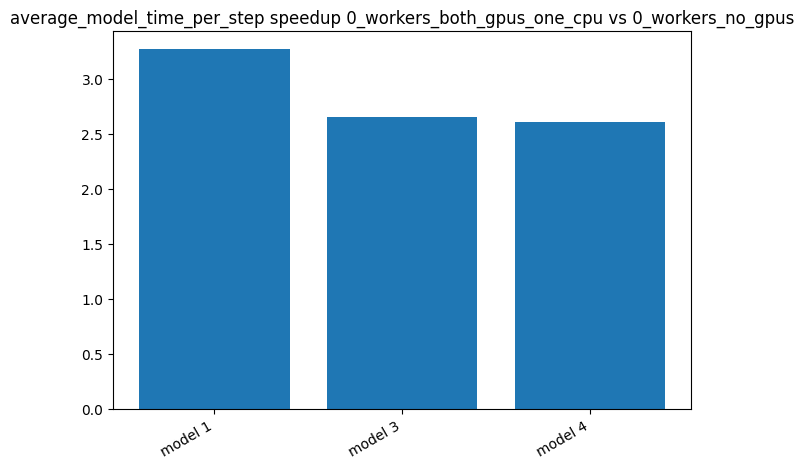 average_model_time_per_step speedup 0_workers_both_gpus_one_cpu vs 0_workers_no_gpus
3.0
2.5
2.0
1.5
1.0
0.5
0.0
model 1
model 3
model 4